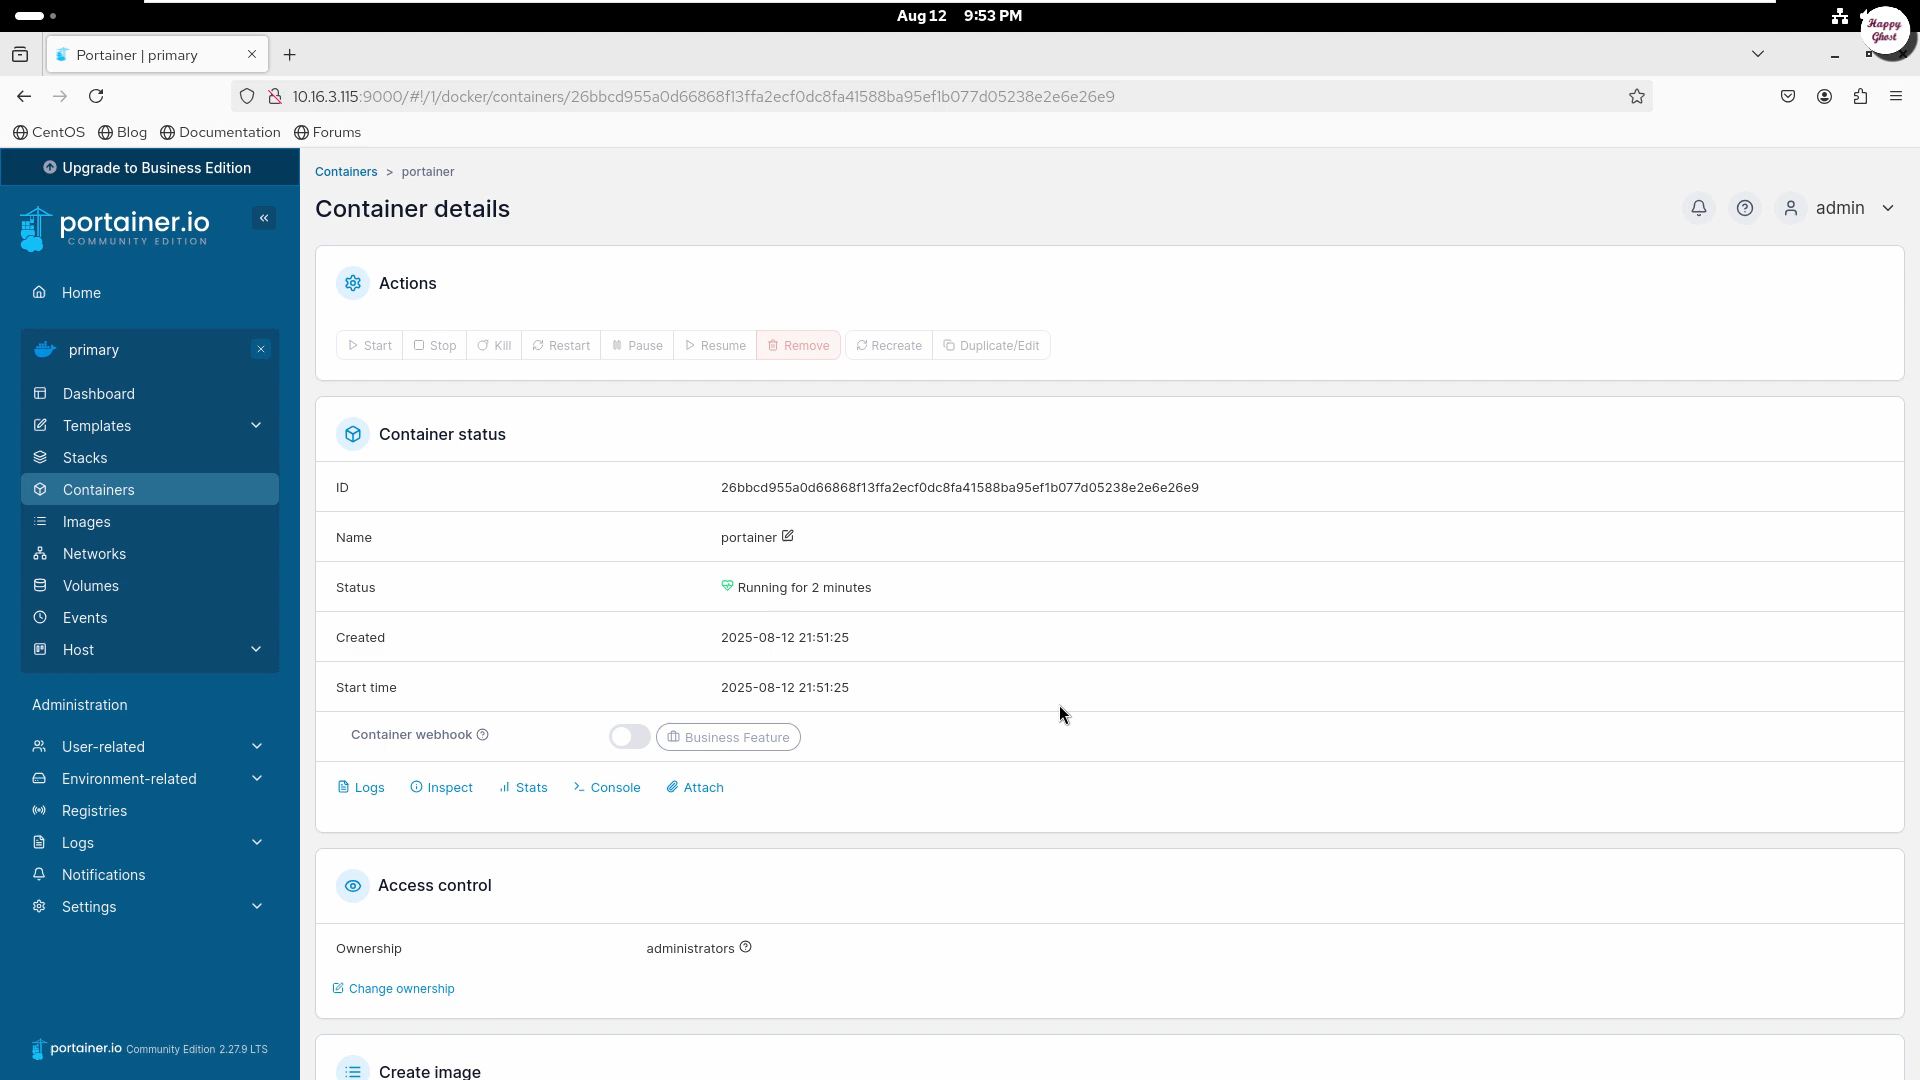 Aug 12 9:53 PM
Happy
Ghost
Portainer | primary
10.16.3.115:9000/#!/1/docker/containers/26bbcd955a0d66868f13ffa2ecf0dc8fa41588ba95ef1b077d05238e2e6e26e9
CentOS Blog Documentation Forums
Upgrade to Business Edition
portainer.io
COMMUNITY EDITION
Home
primary
Dashboard
Templates
Stacks
Containers
Images
Networks
Volumes
Events
Host
Administration
User-related
Environment-related
Registries
Logs
Notifications
Settings
portainer.io Community Edition 2.27.9 LTS
Containers > portainer
Container details
admin
Actions
Start Stop Kill Restart Pause Resume Remove Recreate Duplicate/Edit
Container status
ID 26bbcd955a0d66868f13ffa2ecf0dc8fa41588ba95ef1b077d05238e2e6e26e9
Name portainer
Status Running for 2 minutes
Created 2025-08-12 21:51:25
Start time 2025-08-12 21:51:25
Container webhook Business Feature
Logs Inspect Stats Console Attach
Access control
Ownership administrators
Change ownership
Create image